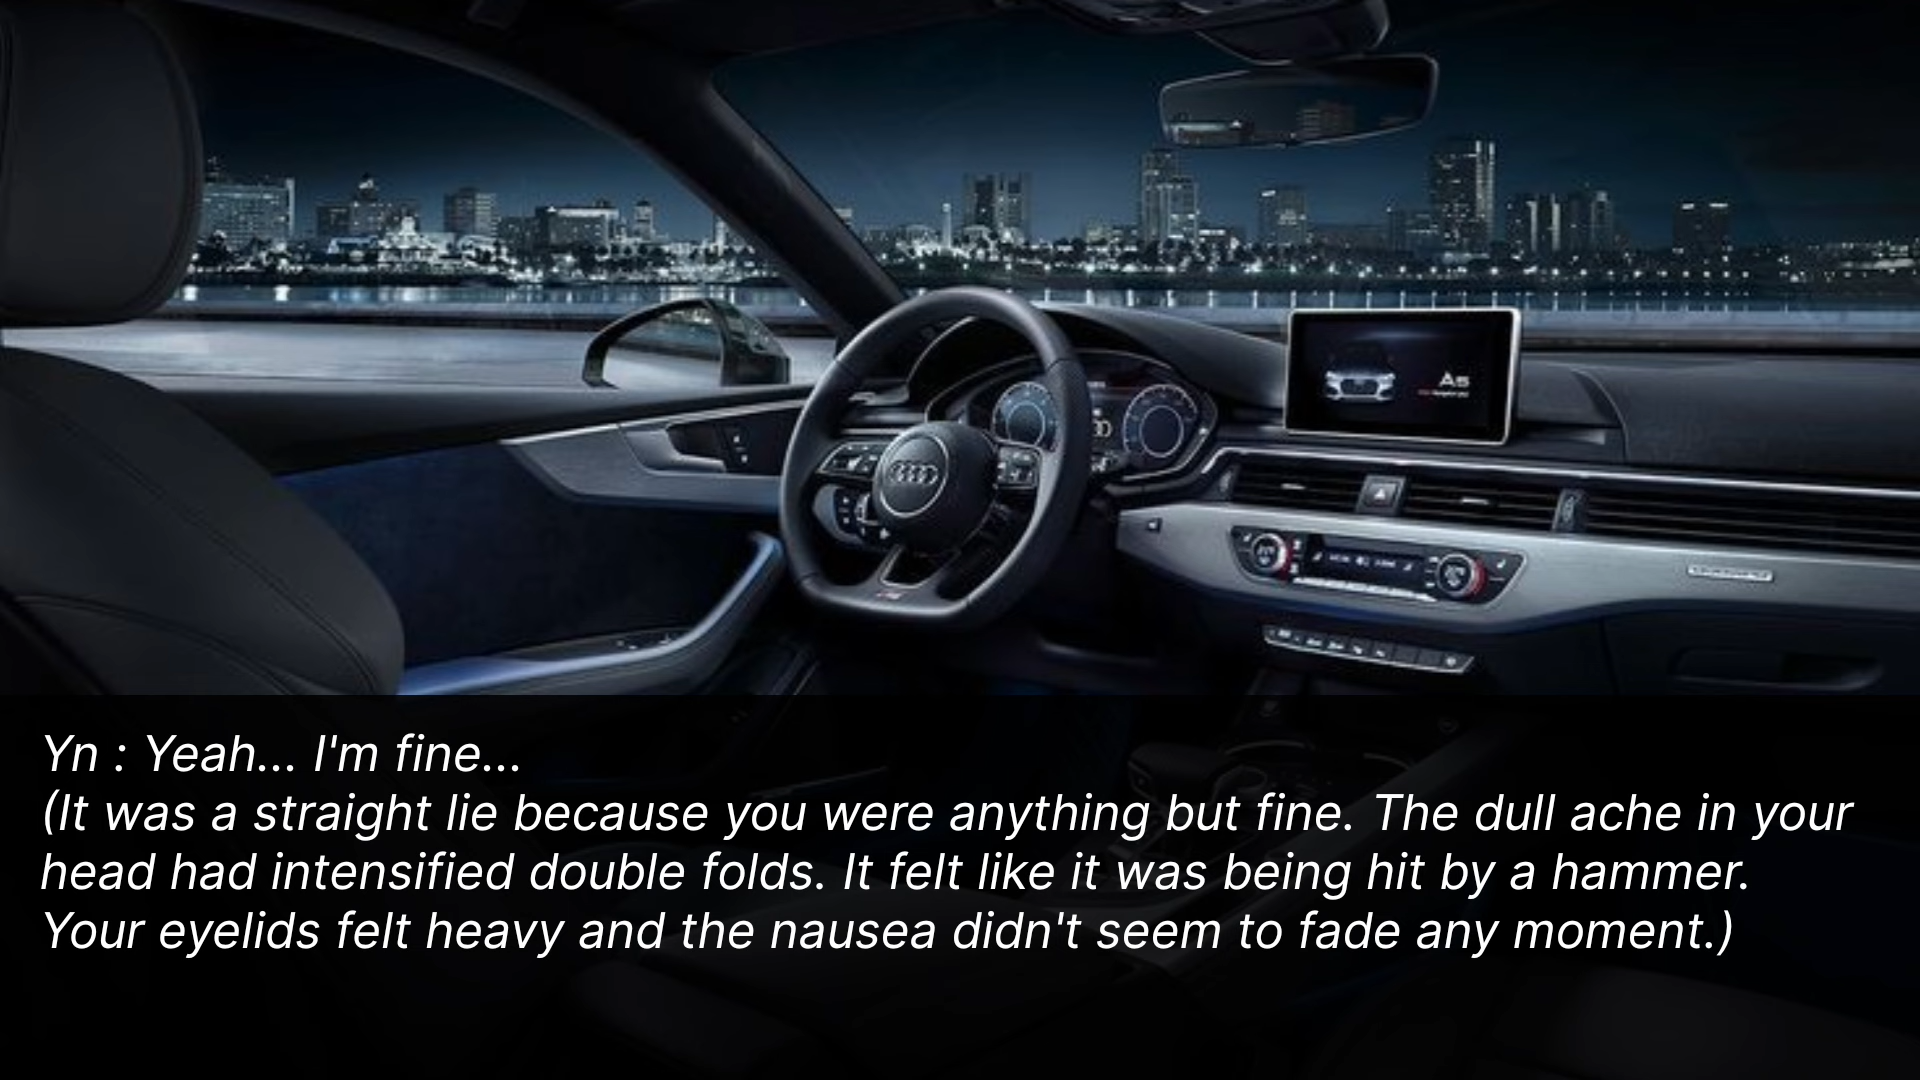 A5
Yn : Yeah... I'm fine...
(It was a straight lie because you were anything but fine. The dull ache in your
head had intensified double folds. It felt like it was being hit by a hammer.
Your eyelids felt heavy and the nausea didn't seem to fade any moment.)